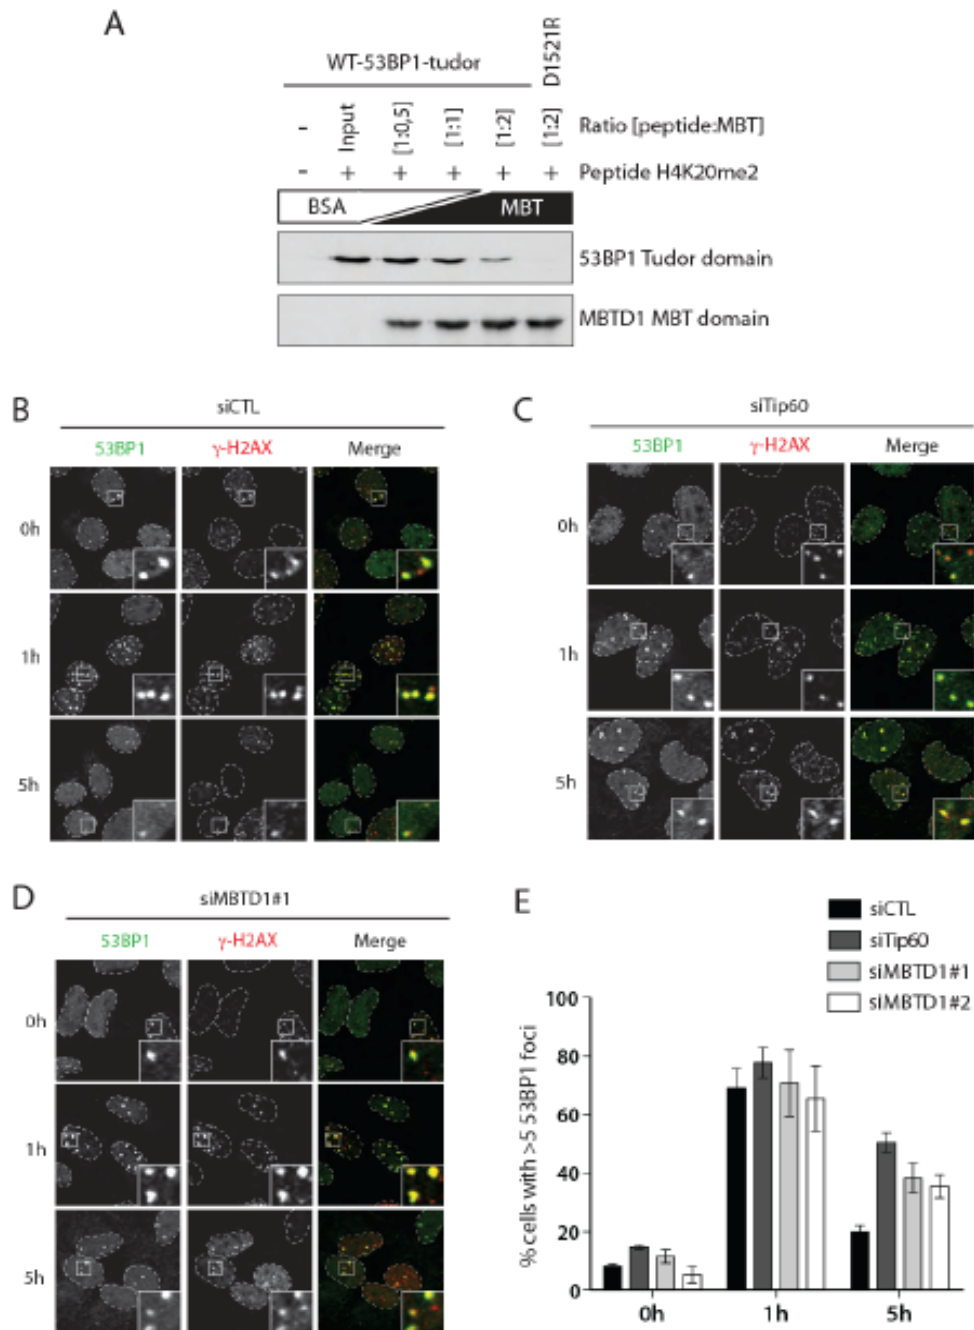 A
WT-53BP1-tudor
D1521R
- Input [1:0,5] [1:1] [1:2] [1:2] Ratio [peptide:MBT]
- + + + + + Peptide H4K20me2
BSA MBT
53BP1 Tudor domain
MBTD1 MBT domain
B
siCTL
53BP1 γ-H2AX Merge
0h
1h
5h
C
siTip60
53BP1 γ-H2AX Merge
0h
1h
5h
D
siMBTD1#1
53BP1 γ-H2AX Merge
0h
1h
5h
E
siCTL
siTip60
siMBTD1#1
siMBTD1#2
% cells with >5 53BP1 foci
100
80
60
40
20
0
0h 1h 5h